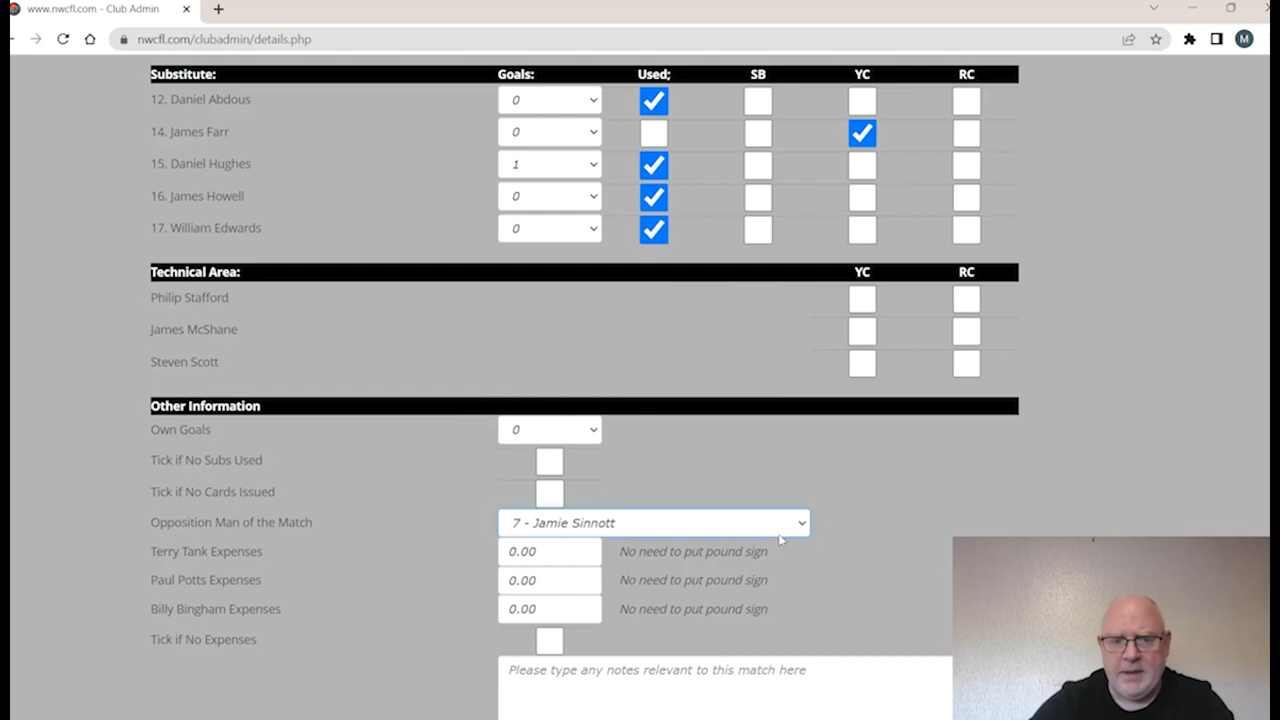 www.nwcfl.com - Club Admin
nwcfl.com/clubadmin/details.php
M
Substitute: Goals: Used; SB YC RC
12. Daniel Abdous 0
14. James Farr 0
15. Daniel Hughes 1
16. James Howell 0
17. William Edwards 0
Technical Area: YC RC
Philip Stafford
James McShane
Steven Scott
Other Information
Own Goals 0
Tick if No Subs Used
Tick if No Cards Issued
Opposition Man of the Match 7 - Jamie Sinnott
Terry Tank Expenses 0.00 No need to put pound sign
Paul Potts Expenses 0.00 No need to put pound sign
Billy Bingham Expenses 0.00 No need to put pound sign
Tick if No Expenses
Please type any notes relevant to this match here